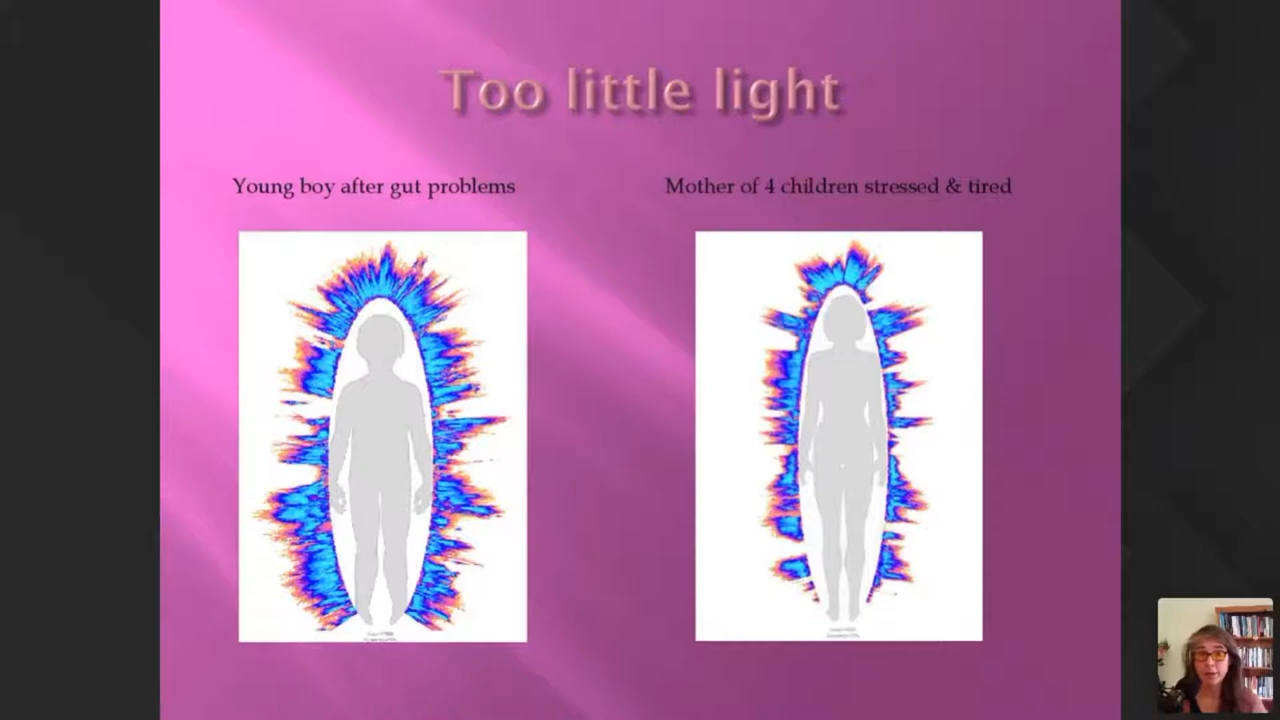 Too little light
Young boy after gut problems
Mother of 4 children stressed & tired